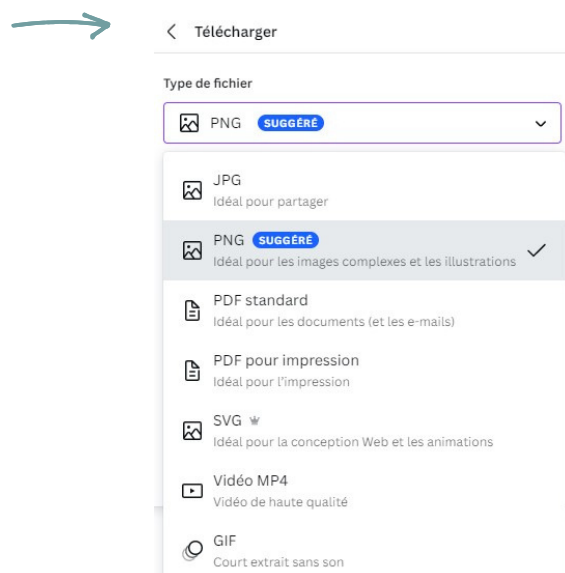 Télécharger
Type de fichier
PNG SUGGÉRÉ
JPG
Idéal pour partager
PNG SUGGÉRÉ
Idéal pour les images complexes et les illustrations
PDF standard
Idéal pour les documents (et les e-mails)
PDF pour impression
Idéal pour l'impression
SVG
Idéal pour la conception Web et les animations
Vidéo MP4
Vidéo de haute qualité
GIF
Court extrait sans son